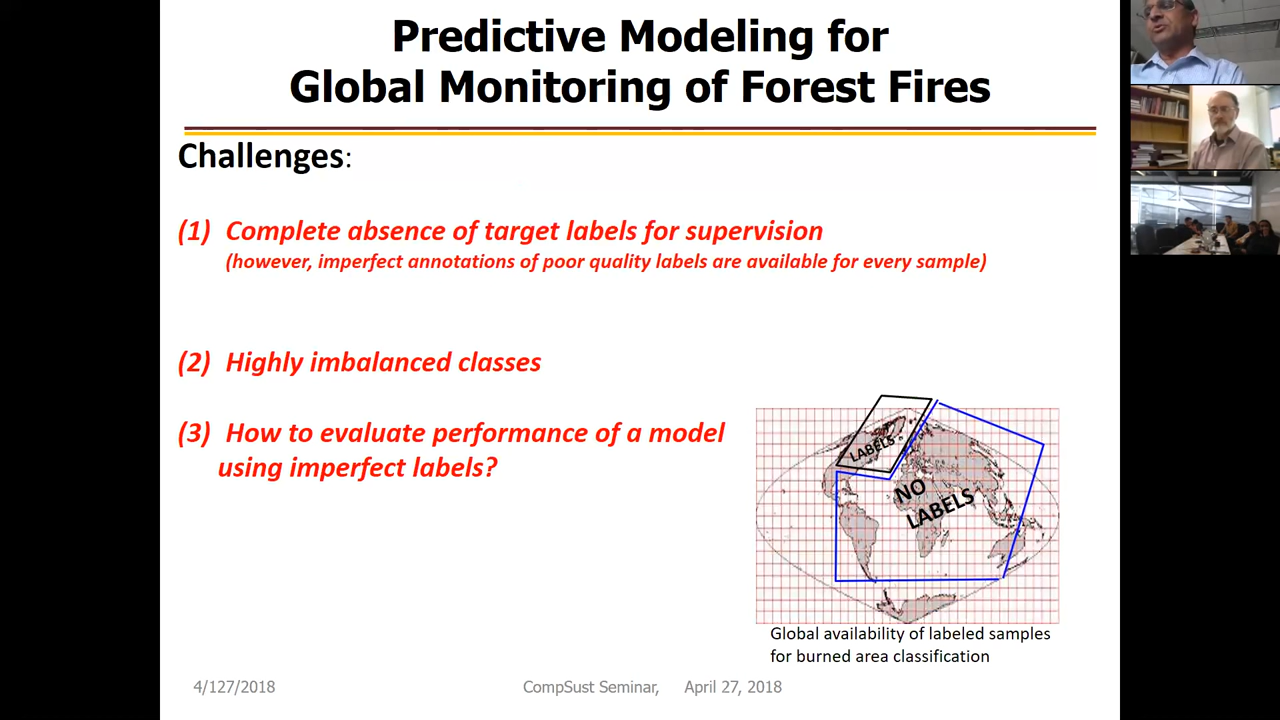 Predictive Modeling for
Global Monitoring of Forest Fires
Challenges:
(1) Complete absence of target labels for supervision
(however, imperfect annotations of poor quality labels are available for every sample)
(2) Highly imbalanced classes
(3) How to evaluate performance of a model
using imperfect labels?
LABELS
NO
LABELS
Global availability of labeled samples
for burned area classification
4/127/2018
CompSust Seminar, April 27, 2018